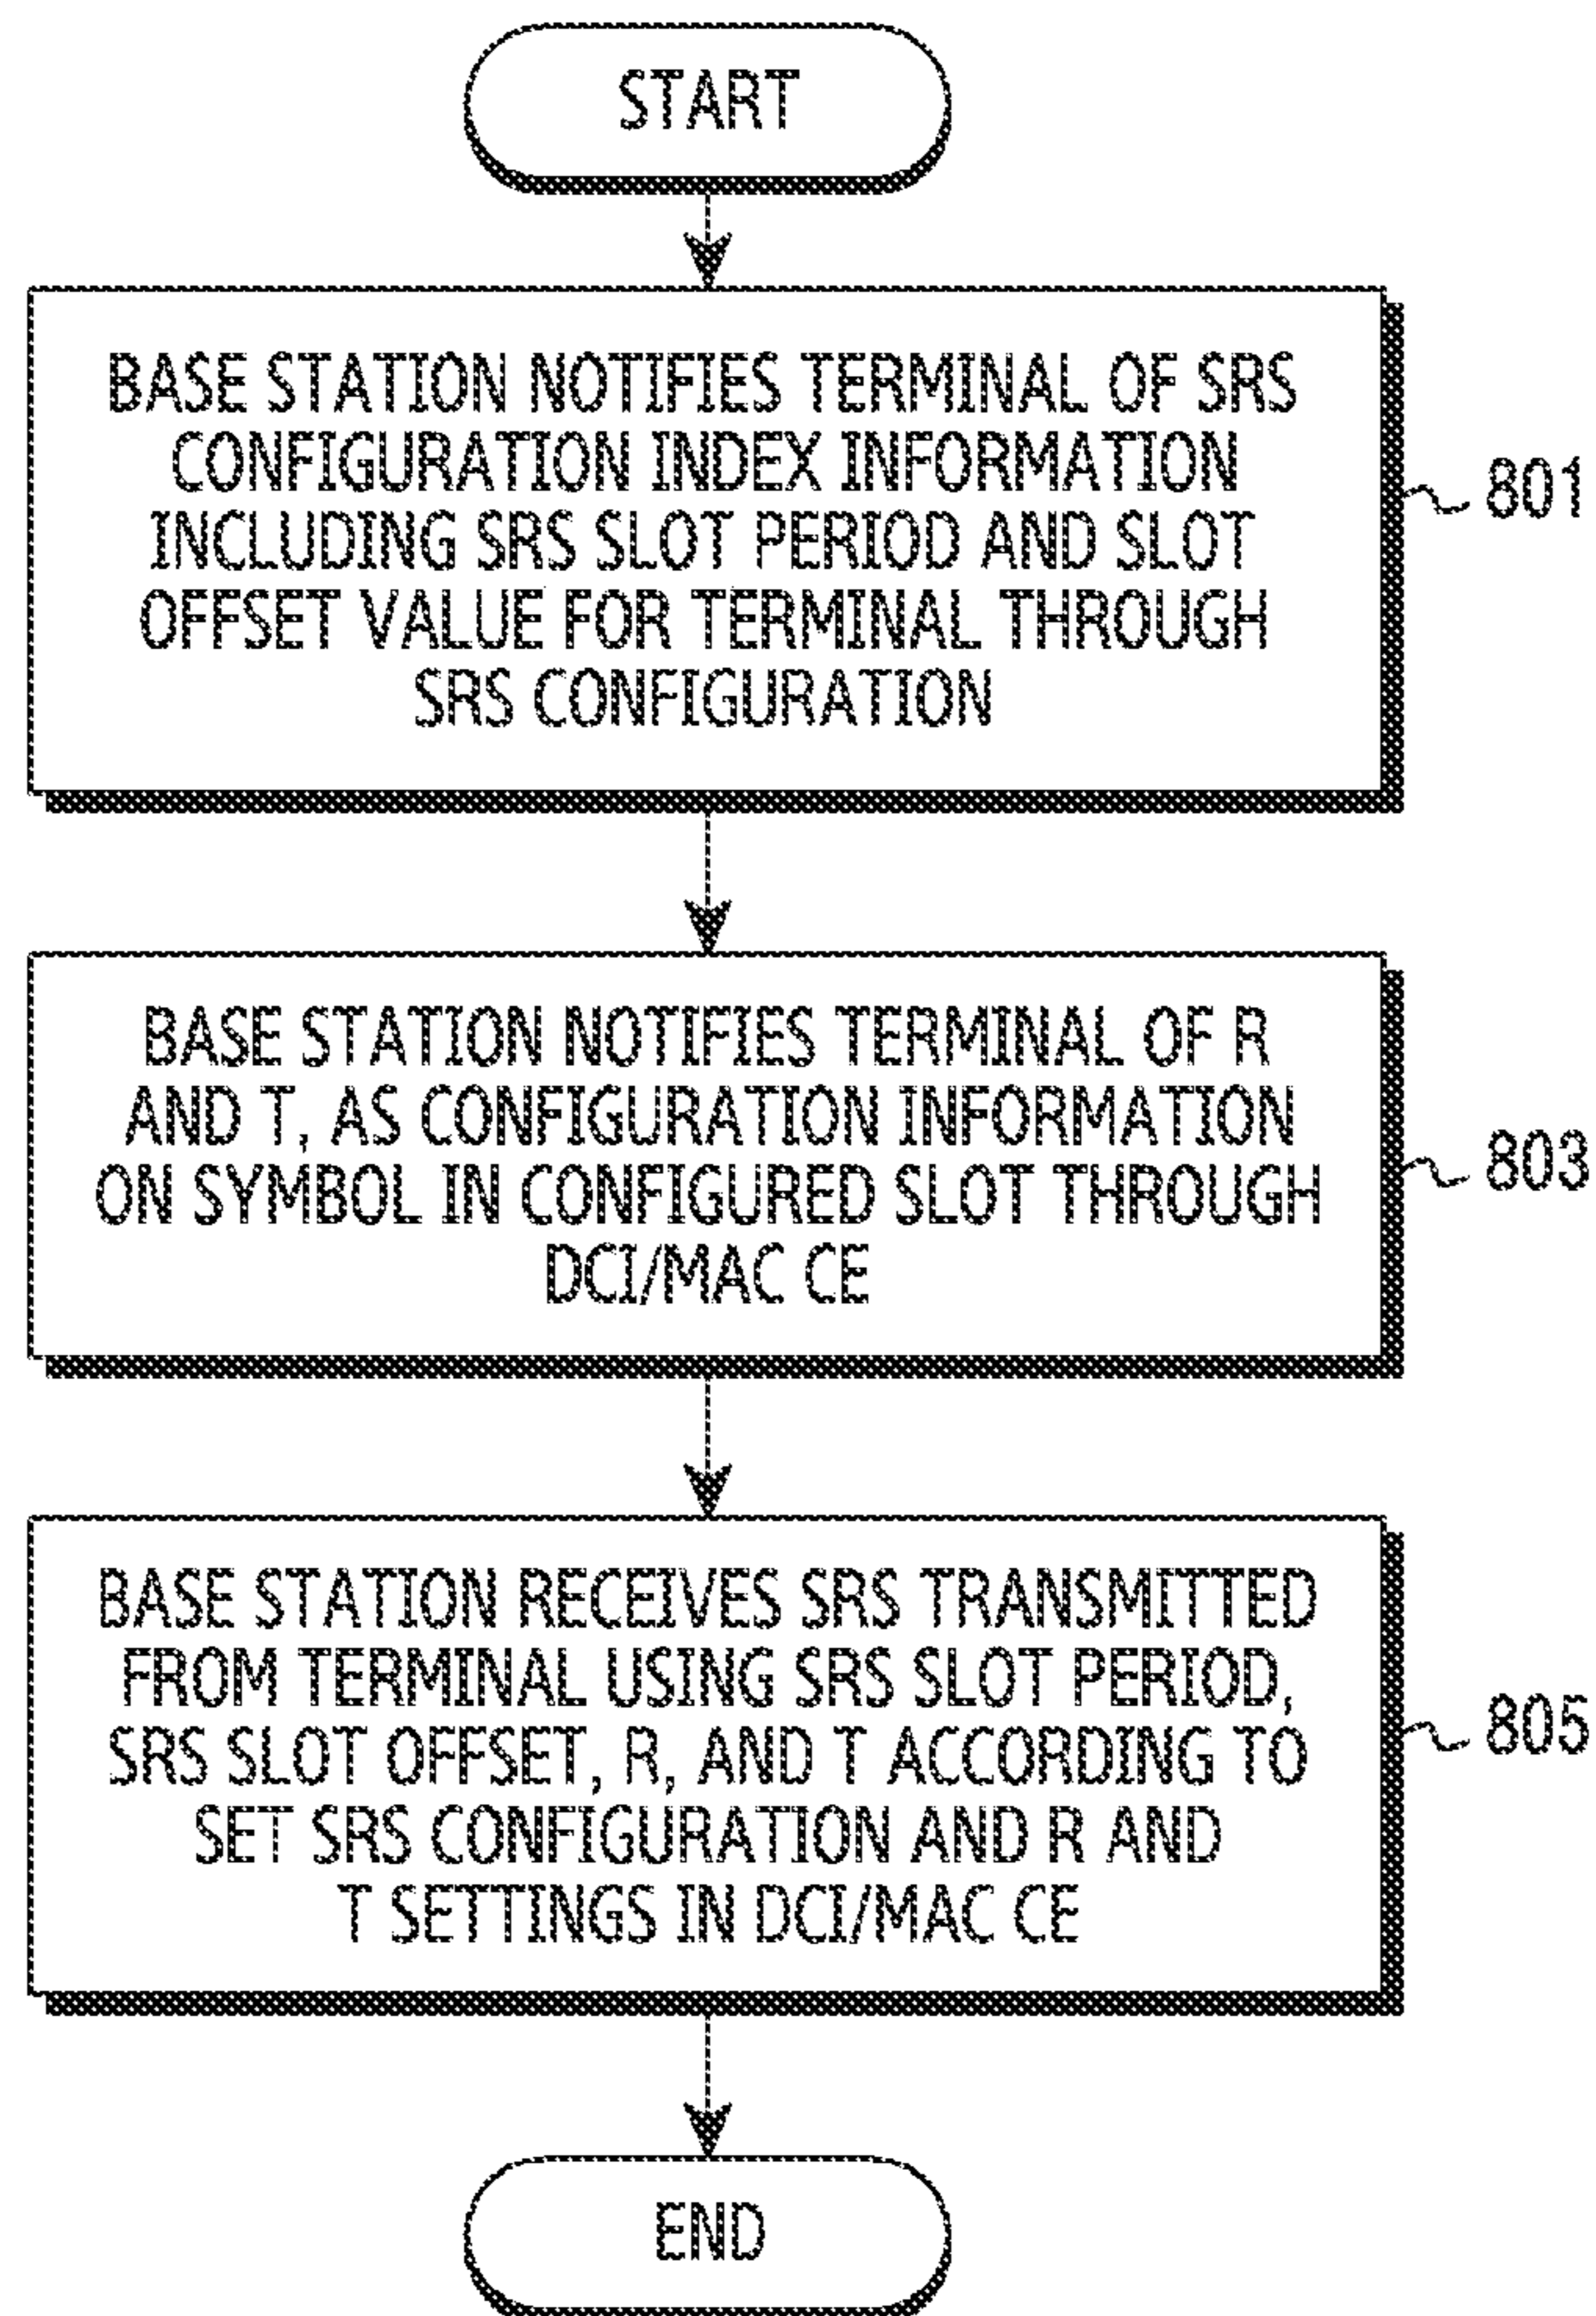 START
BASE STATION NOTIFIES TERMINAL OF SRS
CONFIGURATION INDEX INFORMATION
INCLUDING SRS SLOT PERIOD AND SLOT
OFFSET VALUE FOR TERMINAL THROUGH
SRS CONFIGURATION
801
BASE STATION NOTIFIES TERMINAL OF R
AND T, AS CONFIGURATION INFORMATION
ON SYMBOL IN CONFIGURED SLOT THROUGH
DCI/MAC CE
803
BASE STATION RECEIVES SRS TRANSMITTED
FROM TERMINAL USING SRS SLOT PERIOD,
SRS SLOT OFFSET, R, AND T ACCORDING TO
SET SRS CONFIGURATION AND R AND
T SETTINGS IN DCI/MAC CE
805
END